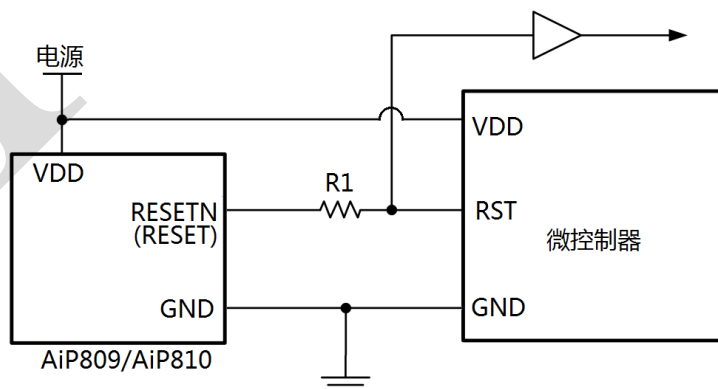 电源
VDD
VDD
R1
RESETN
(RESET)
RST
微控制器
GND
GND
AiP809/AiP810